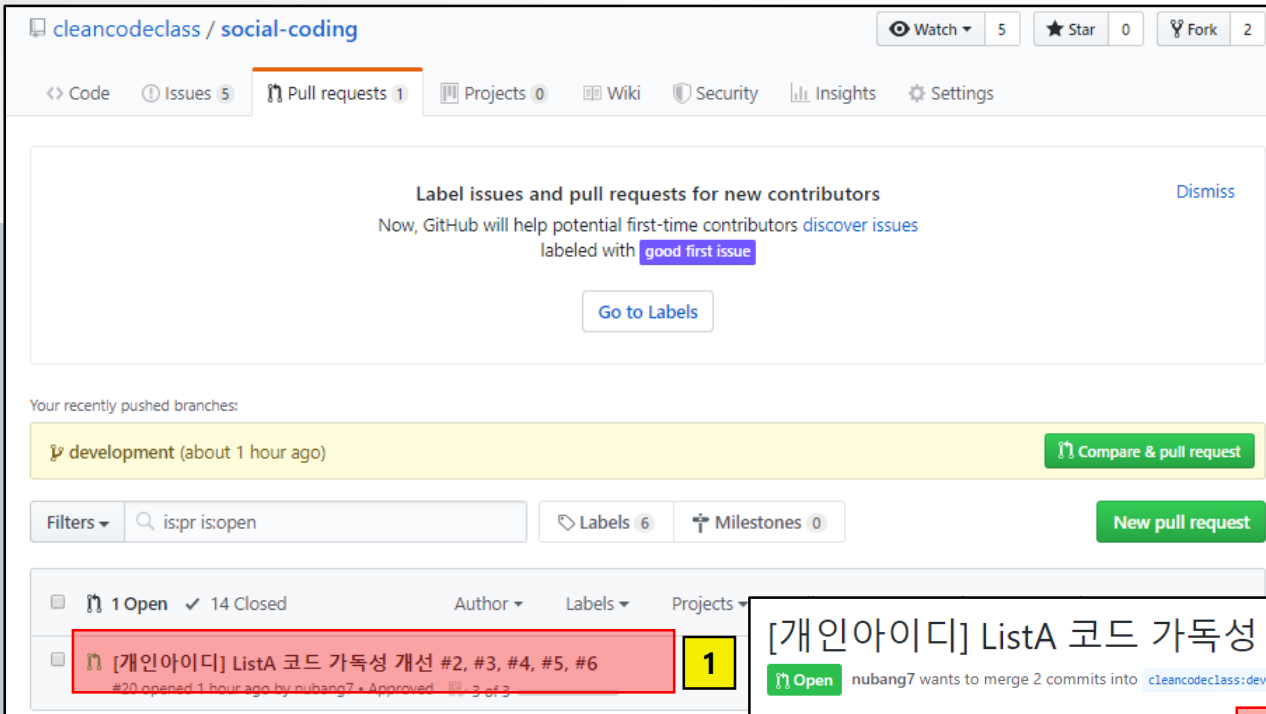 cleancodeclass / social-coding
Watch 5 Star 0 Fork 2
Code Issues 5 Pull requests 1 Projects 0 Wiki Security Insights Settings
Label issues and pull requests for new contributors
Dismiss
Now, GitHub will help potential first-time contributors discover issues
labeled with good first issue
Go to Labels
Your recently pushed branches:
development (about 1 hour ago)
Compare & pull request
Filters is:pr is:open Labels 6 Milestones 0 New pull request
1 Open 14 Closed Author Labels Projects
[개인아이디] ListA 코드 가독성 개선 #2, #3, #4, #5, #6
#20 opened 1 hour ago by nubang7 • Approved 3 of 3
1
[개인아이디] ListA 코드 가독성
Open nubang7 wants to merge 2 commits into cleancodeclass:dev